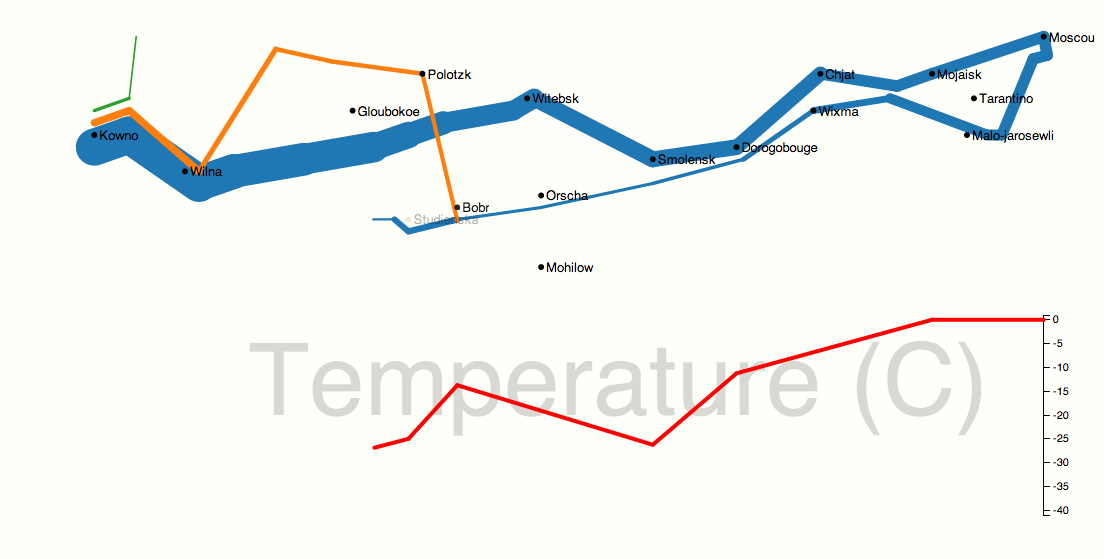 Moscou
Polotzk
Chjat
Mojaisk
Witebsk
Tarantino
Gloubokoe
Wixma
Kowno
Malo-jarosewli
Dorogobouge
Smolensk
Wilna
Orscha
Bobr
Studienska
Mohilow
Temperature (C)
0
-5
-10
-15
-20
-25
-30
-35
-40